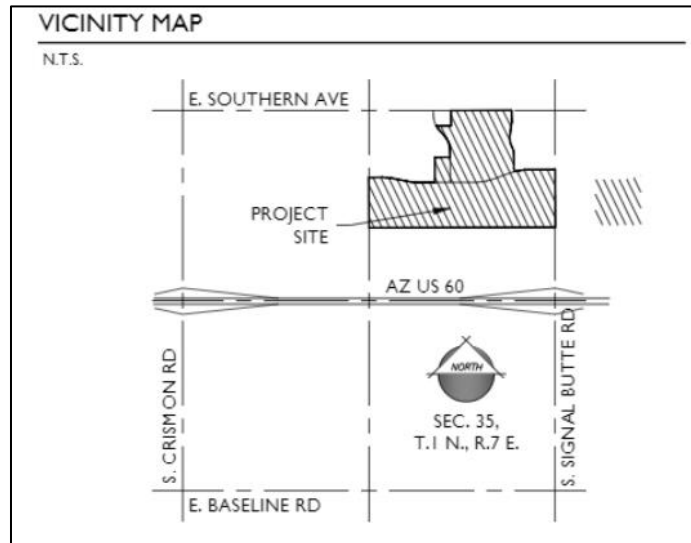 VICINITY MAP
N.T.S.
E. SOUTHERN AVE
PROJECT
SITE
AZ US 60
NORTH
SEC. 35,
T.1 N., R.7 E.
S. CRISMON RD
S. SIGNAL BUTTE RD
E. BASELINE RD